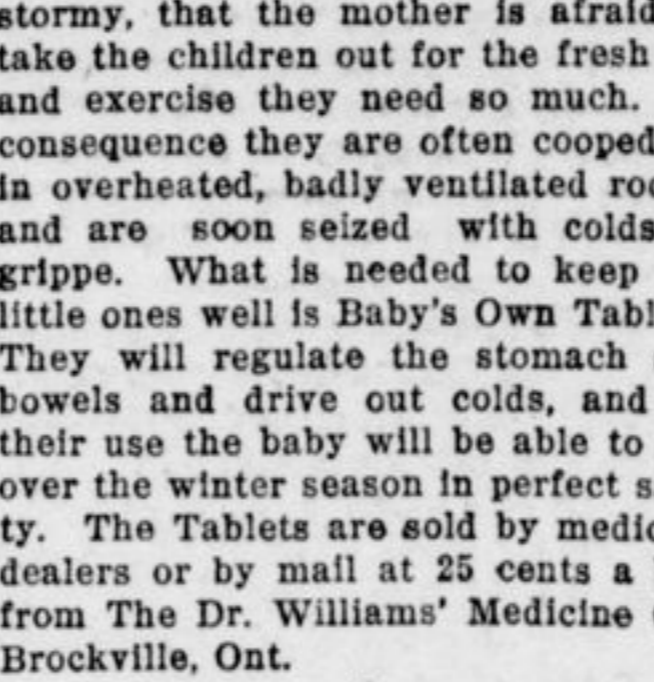 stormy, that the mother is afraid
take the children out for the fresh
and exercise they need so much.
consequence they are often cooped
in overheated, badly ventilated roo
and are soon seized with colds
grippe. What is needed to keep
little ones well is Baby's Own Tabl
They will regulate the stomach
bowels and drive out colds, and
their use the baby will be able to
over the winter season in perfect s
ty. The Tablets are sold by medic
dealers or by mail at 25 cents a
from The Dr. Williams' Medicine
Brockville, Ont.